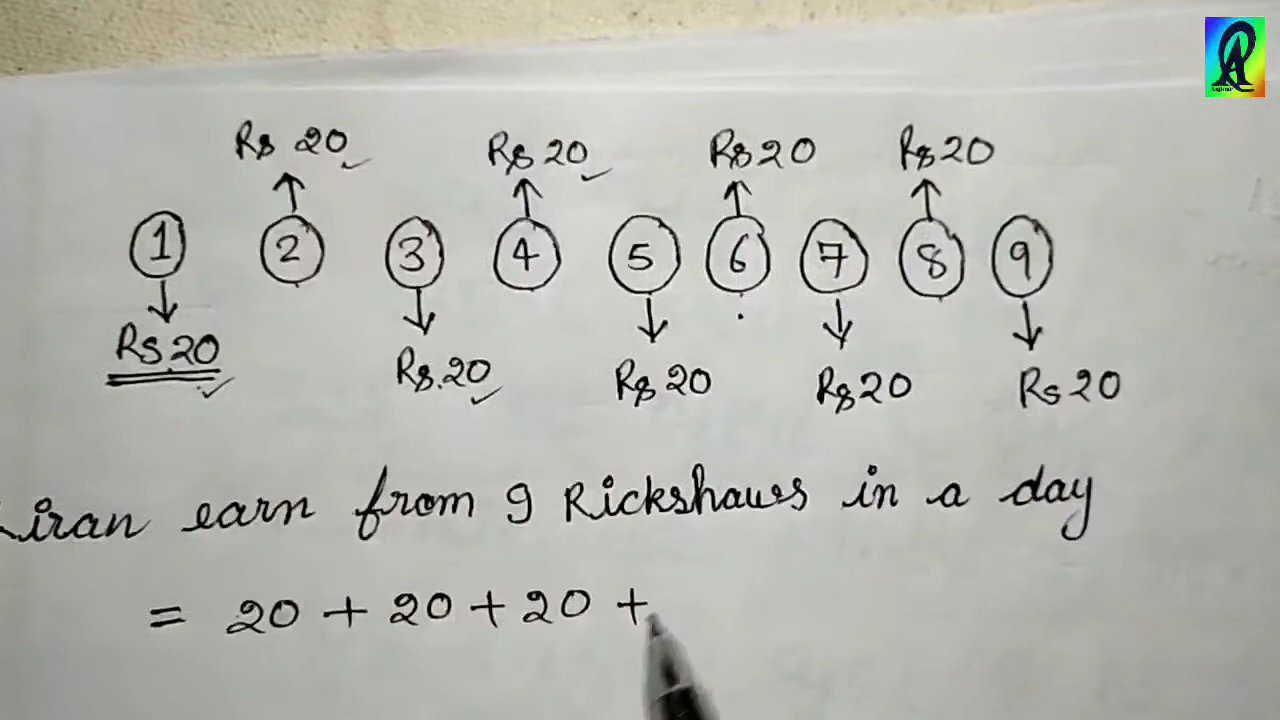 Rs 20 Rs 20 Rs 20 Rs 20
1 2 3 4 5 6 7 8 9
Rs 20 Rs. 20 Rs 20 Rs 20 Rs 20
Kiran earn from 9 Rickshaws in a day
= 20 + 20 + 20 +